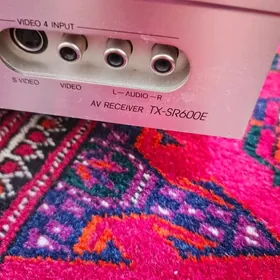 VIDEO 4 INPUT
S VIDEO VIDEO L—AUDIO—R
AV RECEIVER TX-SR600E